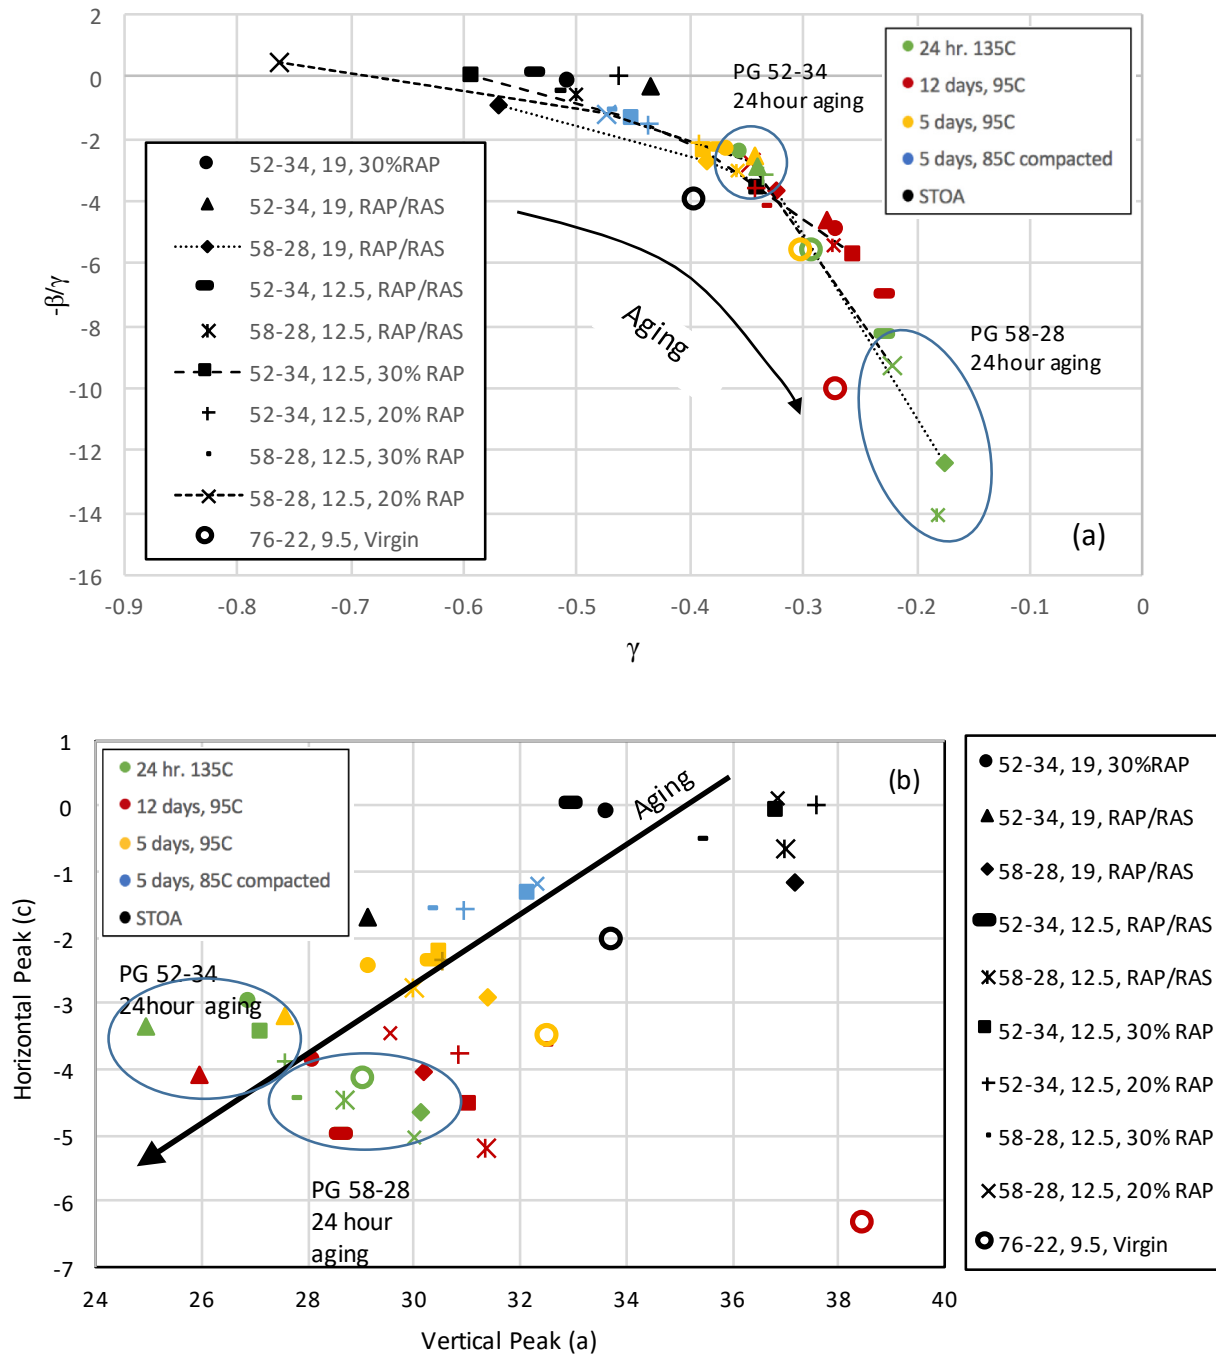 2
0
-2
-4
-6
-8
-10
-12
-14
-16
-β/γ
-0.9
-0.8
-0.7
-0.6
-0.5
-0.4
-0.3
-0.2
-0.1
0
γ
PG 52-34
24hour aging
24 hr. 135C
12 days, 95C
5 days, 95C
5 days, 85C compacted
STOA
52-34, 19, 30%RAP
52-34, 19, RAP/RAS
58-28, 19, RAP/RAS
52-34, 12.5, RAP/RAS
58-28, 12.5, RAP/RAS
52-34, 12.5, 30% RAP
52-34, 12.5, 20% RAP
58-28, 12.5, 30% RAP
58-28, 12.5, 20% RAP
76-22, 9.5, Virgin
Aging
PG 58-28
24hour aging
(a)
1
0
-1
-2
-3
-4
-5
-6
-7
Horizontal Peak (c)
24 hr. 135C
12 days, 95C
5 days, 95C
5 days, 85C compacted
STOA
Aging
(b)
PG 52-34
24hour aging
PG 58-28
24 hour
aging
24
26
28
30
32
34
36
38
40
Vertical Peak (a)
52-34, 19, 30%RAP
52-34, 19, RAP/RAS
58-28, 19, RAP/RAS
52-34, 12.5, RAP/RAS
58-28, 12.5, RAP/RAS
52-34, 12.5, 30% RAP
52-34, 12.5, 20% RAP
58-28, 12.5, 30% RAP
58-28, 12.5, 20% RAP
76-22, 9.5, Virgin